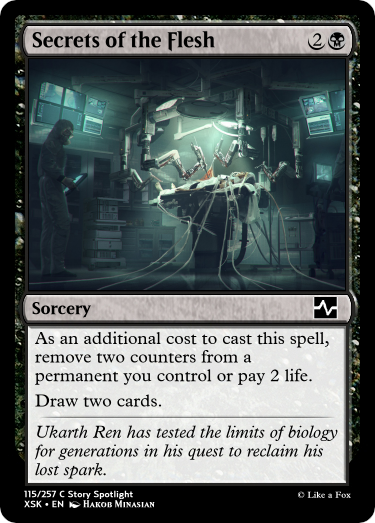 Secrets of the Flesh 2
Sorcery
As an additional cost to cast this spell,
remove two counters from a
permanent you control or pay 2 life.
Draw two cards.
Ukarth Ren has tested the limits of biology
for generations in his quest to reclaim his
lost spark.
115/257 C Story Spotlight
XSK • EN Hakob Minasian © Like a Fox